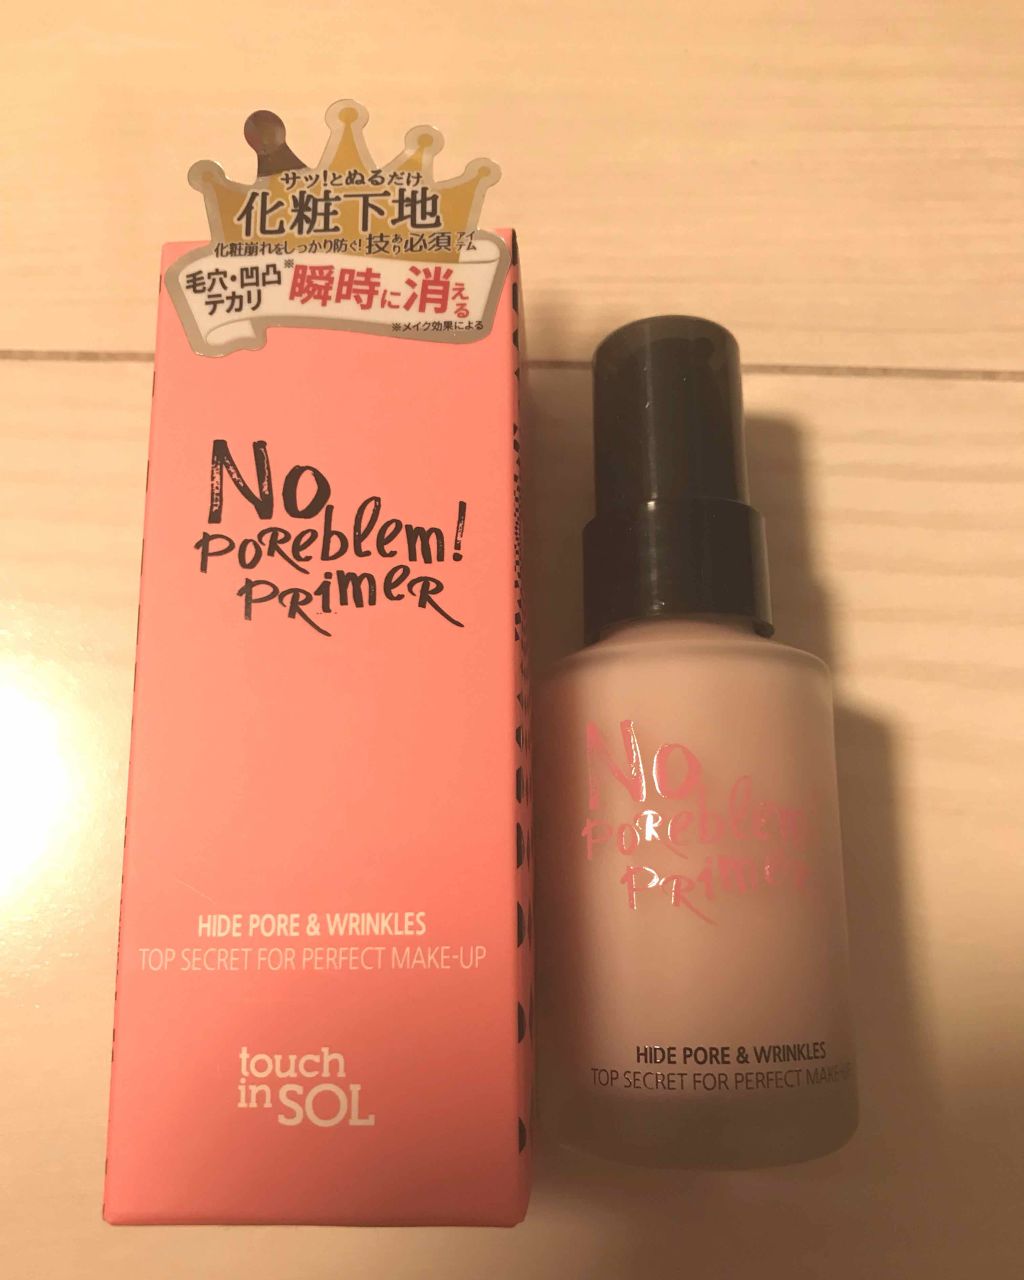 サッ!とぬるだけ
化粧下地
化粧崩れをしっかり防ぐ!技あり必須アイテム
毛穴・凹凸
テカリ
※瞬時に消える
※メイク効果による
No
Poreblem!
Primer
HIDE PORE & WRINKLES
TOP SECRET FOR PERFECT MAKE-UP
touch
in SOL
No
Poreblem!
Primer
HIDE PORE & WRINKLES
TOP SECRET FOR PERFECT MAKE-UP